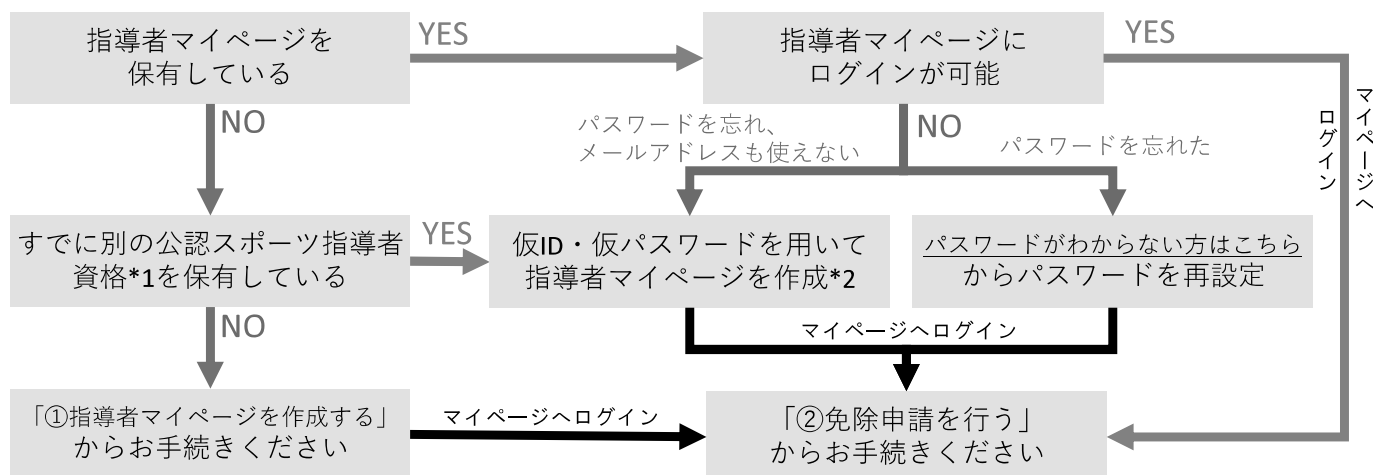 指導者マイページを
保有している
YES
指導者マイページに
ログインが可能
YES
マイページへ
ログイン
NO
パスワードを忘れ、
メールアドレスも使えない
NO
パスワードを忘れた
すでに別の公認スポーツ指導者
資格*1を保有している
YES
仮ID・仮パスワードを用いて
指導者マイページを作成*2
パスワードがわからない方はこちら
からパスワードを再設定
NO
マイページへログイン
「①指導者マイページを作成する」
からお手続きください
マイページへログイン
「②免除申請を行う」
からお手続きください